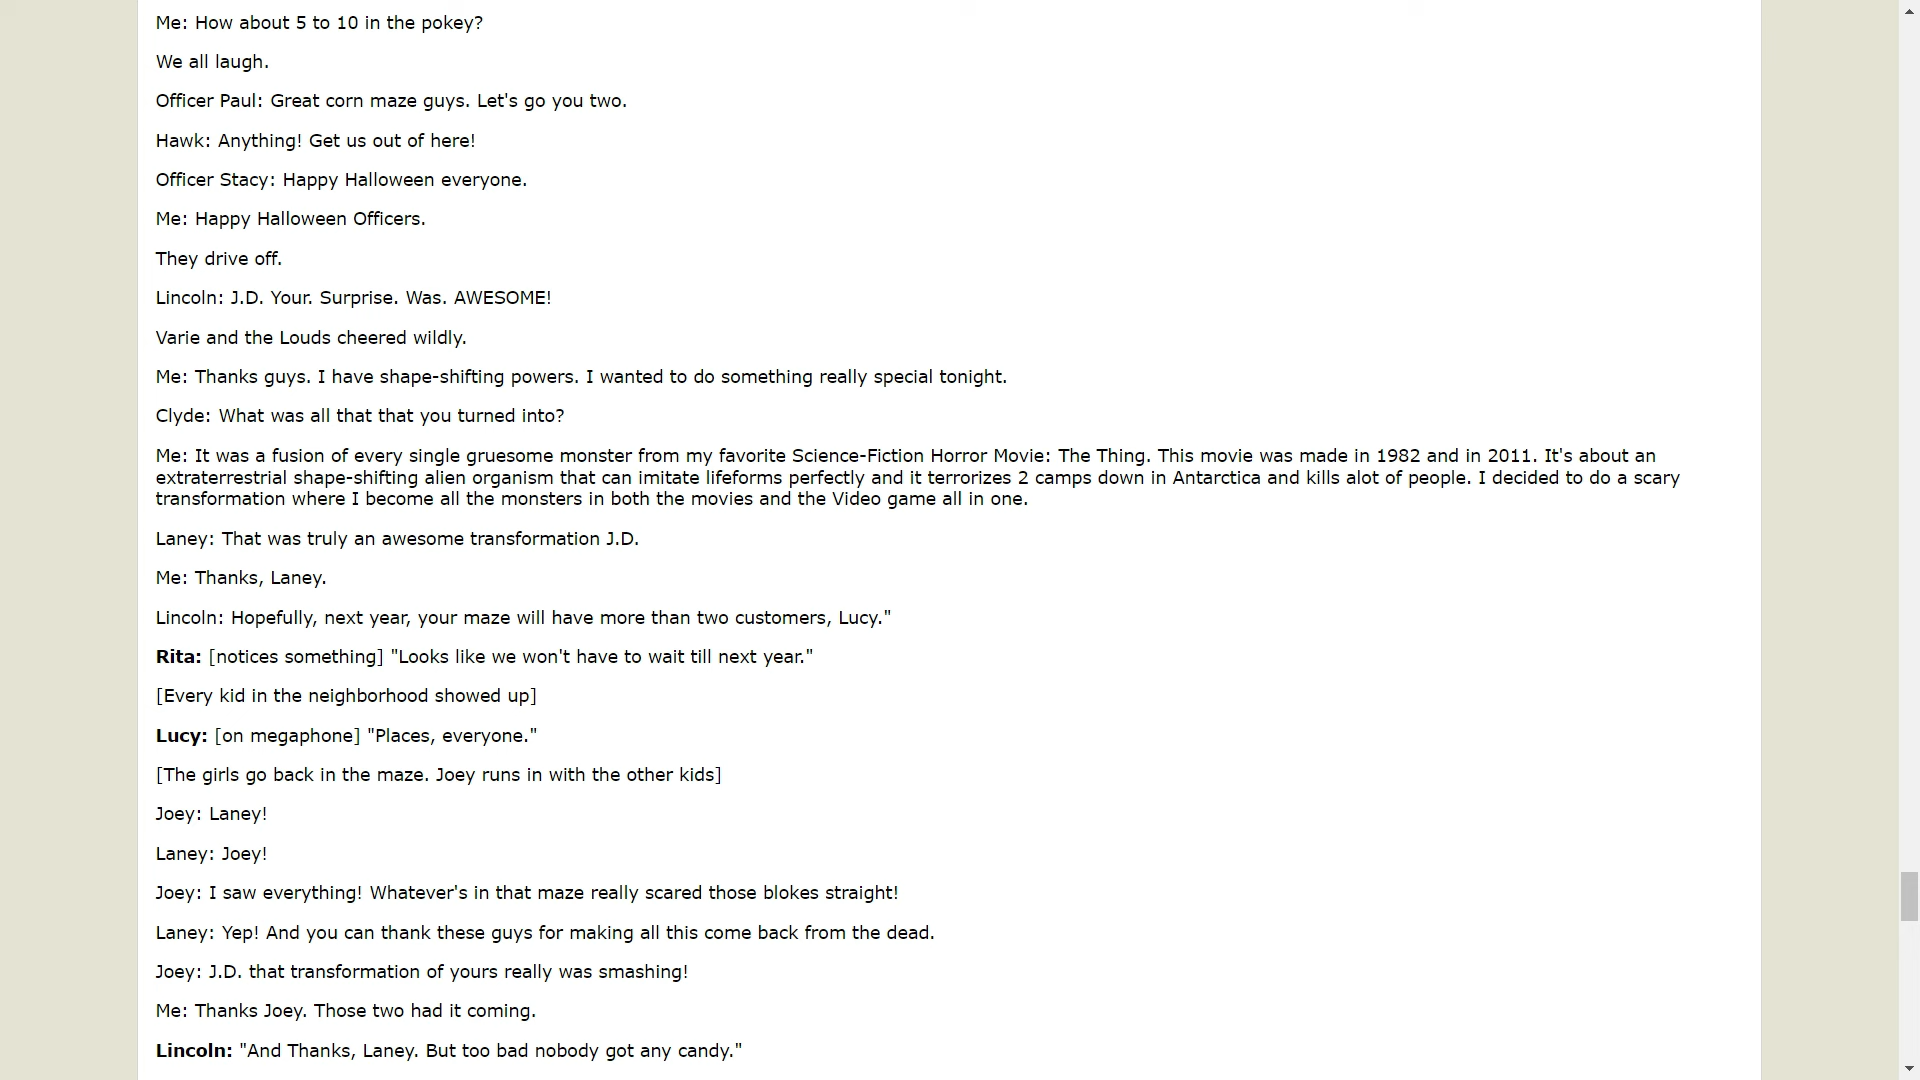 Me: How about 5 to 10 in the pokey?
We all laugh.
Officer Paul: Great corn maze guys. Let's go you two.
Hawk: Anything! Get us out of here!
Officer Stacy: Happy Halloween everyone.
Me: Happy Halloween Officers.
They drive off.
Lincoln: J.D. Your. Surprise. Was. AWESOME!
Varie and the Louds cheered wildly.
Me: Thanks guys. I have shape-shifting powers. I wanted to do something really special tonight.
Clyde: What was all that that you turned into?
Me: It was a fusion of every single gruesome monster from my favorite Science-Fiction Horror Movie: The Thing. This movie was made in 1982 and in 2011. It's about an
extraterrestrial shape-shifting alien organism that can imitate lifeforms perfectly and it terrorizes 2 camps down in Antarctica and kills alot of people. I decided to do a scary
transformation where I become all the monsters in both the movies and the Video game all in one.
Laney: That was truly an awesome transformation J.D.
Me: Thanks, Laney.
Lincoln: Hopefully, next year, your maze will have more than two customers, Lucy."
Rita: [notices something] "Looks like we won't have to wait till next year."
[Every kid in the neighborhood showed up]
Lucy: [on megaphone] "Places, everyone."
[The girls go back in the maze. Joey runs in with the other kids]
Joey: Laney!
Laney: Joey!
Joey: I saw everything! Whatever's in that maze really scared those blokes straight!
Laney: Yep! And you can thank these guys for making all this come back from the dead.
Joey: J.D. that transformation of yours really was smashing!
Me: Thanks Joey. Those two had it coming.
Lincoln: "And Thanks, Laney. But too bad nobody got any candy."